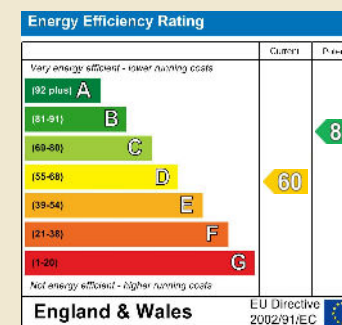 Energy Efficiency Rating
Current
Very energy efficient - lower running costs
(92 plus) A
(81-91) B
(69-80) C
(55-68) D
60
(39-54) E
(21-38) F
(1-20) G
Not energy efficient - higher running costs
England & Wales
EU Directive
2002/91/EC